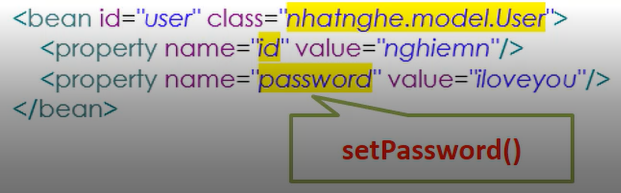 <bean id="user" class="nhatnghe.model.User">
<property name="id" value="nghiemn"/>
<property name="password" value="iloveyou"/>
</bean>
setPassword()